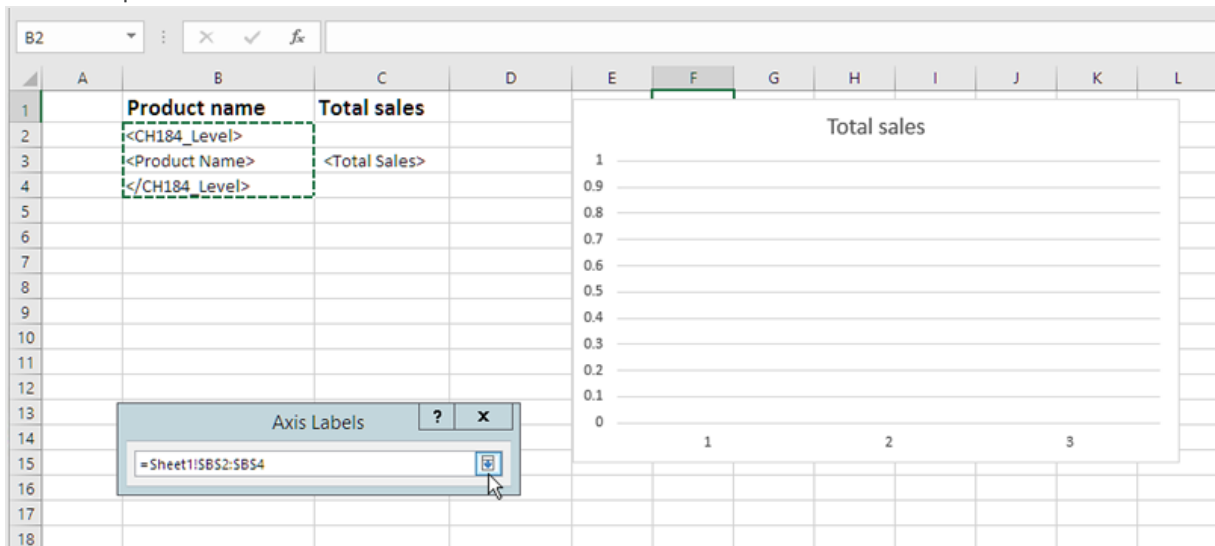 B2 fx
A B C D E F G H I J K L
1 Product name Total sales
2 <CH184_Level>
3 <Product Name> <Total Sales>
4 </CH184_Level>
5
6
7
8
9
10
11
12
13
14
15
16
17
18
Total sales
1
0.9
0.8
0.7
0.6
0.5
0.4
0.3
0.2
0.1
0
1 2 3
Axis Labels ? x
=Sheet1!$B$2:$B$4